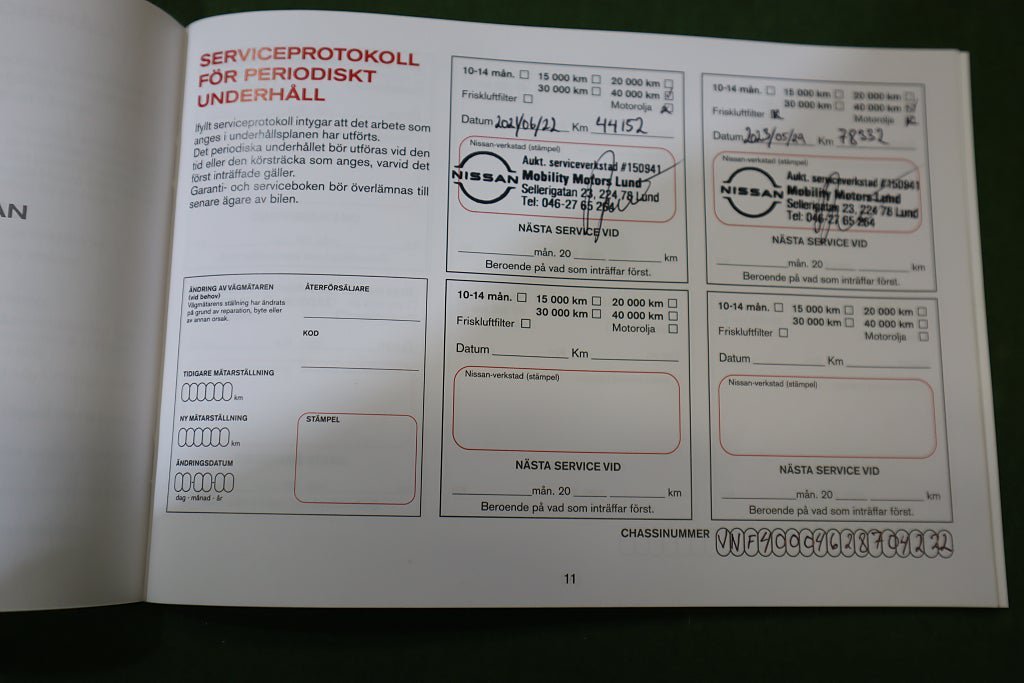 AN
SERVICEPROTOKOLL
FÖR PERIODISKT
UNDERHÅLL
Ifyllt serviceprotokoll intygar att det arbete som
anges i underhållsplanen har utförts.
Det periodiska underhållet bör utföras vid den
tid eller den körsträcka som anges, varvid det
först inträffade gäller.
Garanti- och serviceboken bör överlämnas till
senare ägare av bilen.
10-14 mån. 15 000 km 20 000 km
30 000 km 40 000 km
Friskluftfilter Motorolja
Datum 2021/06/22 Km 44152
Nissan-verkstad (stämpel)
NISSAN
Aukt. serviceverkstad #150941
Mobility Motors Lund
Sellerigatan 23, 224 78 Lund
Tel: 046-27 65 264
NÄSTA SERVICE VID
mån. 20 km
Beroende på vad som inträffar först.
10-14 mån. 15 000 km 20 000 km
30 000 km 40 000 km
Friskluftfilter Motorolja
Datum 2023/05/29 Km 78332
Nissan-verkstad (stämpel)
NISSAN
Aukt. serviceverkstad #150941
Mobility Motors Lund
Sellerigatan 23, 224 78 Lund
Tel: 046-27 65 264
NÄSTA SERVICE VID
mån. 20 km
Beroende på vad som inträffar först.
ÄNDRING AV VÄGMÄTAREN
(vid behov)
Vägmätarens ställning har ändrats
på grund av reparation, byte eller
av annan orsak.
ÅTERFÖRSÄLJARE
KOD
TIDIGARE MÄTARSTÄLLNING
km
NY MÄTARSTÄLLNING
km
ÄNDRINGSDATUM
dag - månad - år
STÄMPEL
10-14 mån. 15 000 km 20 000 km
30 000 km 40 000 km
Friskluftfilter Motorolja
Datum Km
Nissan-verkstad (stämpel)
NÄSTA SERVICE VID
mån. 20 km
Beroende på vad som inträffar först.
10-14 mån. 15 000 km 20 000 km
30 000 km 40 000 km
Friskluftfilter Motorolja
Datum Km
Nissan-verkstad (stämpel)
NÄSTA SERVICE VID
mån. 20 km
Beroende på vad som inträffar först.
CHASSINUMMER
11